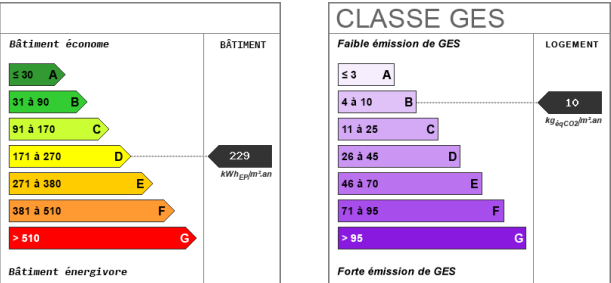 Bâtiment économe
BÂTIMENT
≤ 30 A
31 à 90 B
91 à 170 C
171 à 270 D
229
kWhEP/m².an
271 à 380 E
381 à 510 F
> 510 G
Bâtiment énergivore
CLASSE GES
Faible émission de GES
LOGEMENT
≤ 3 A
4 à 10 B
10
kgéqCO2/m².an
11 à 25 C
26 à 45 D
46 à 70 E
71 à 95 F
> 95 G
Forte émission de GES